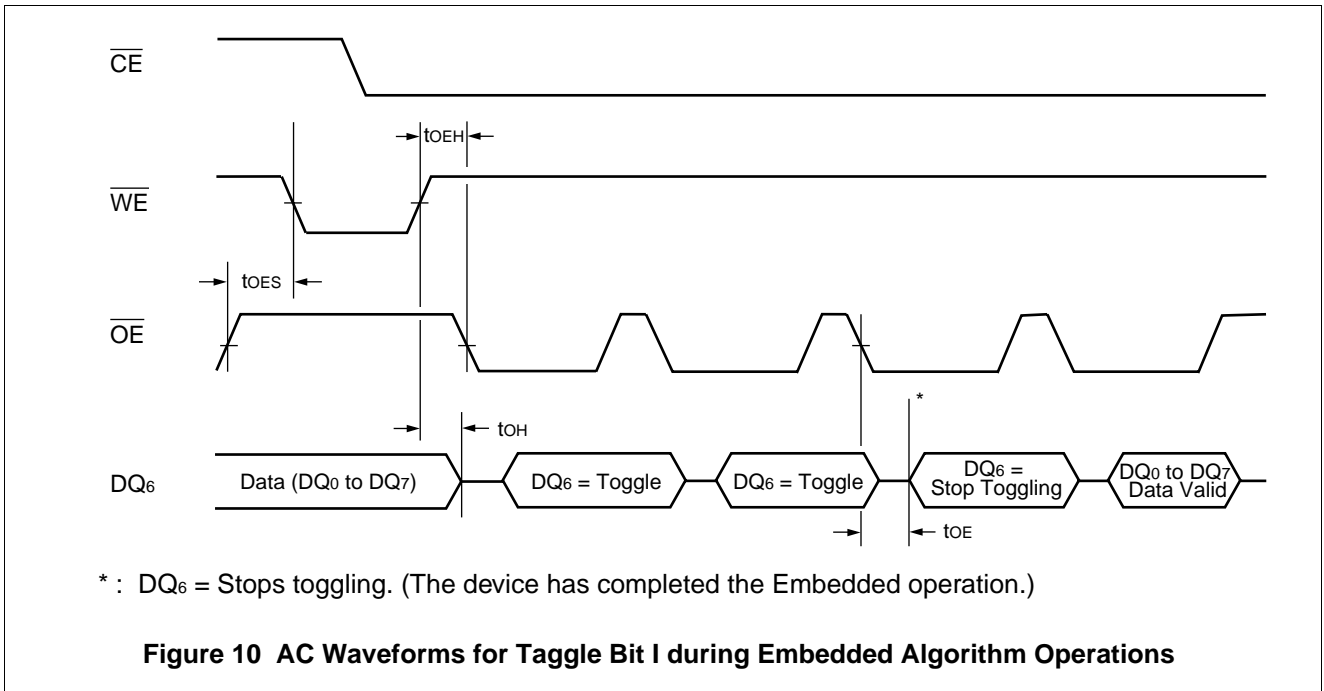 CE
tOEH
WE
tOES
OE
*
tOH
DQ6
Data (DQ0 to DQ7)
DQ6 = Toggle
DQ6 = Toggle
DQ6 =
Stop Toggling
DQ0 to DQ7
Data Valid
tOE
* : DQ6 = Stops toggling. (The device has completed the Embedded operation.)
Figure 10 AC Waveforms for Taggle Bit I during Embedded Algorithm Operations